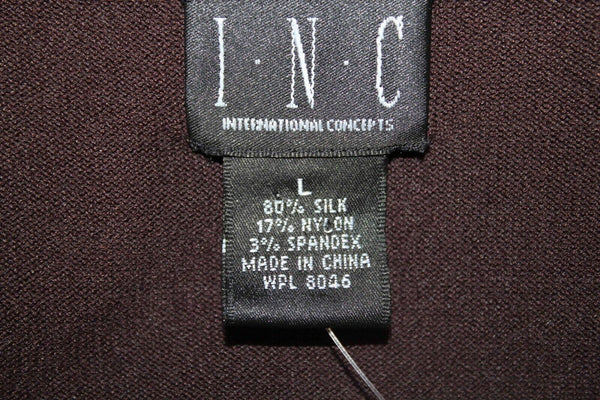 I·N·C
INTERNATIONAL CONCEPTS
L
80% SILK
17% NYLON
3% SPANDEX
MADE IN CHINA
WPL 8046